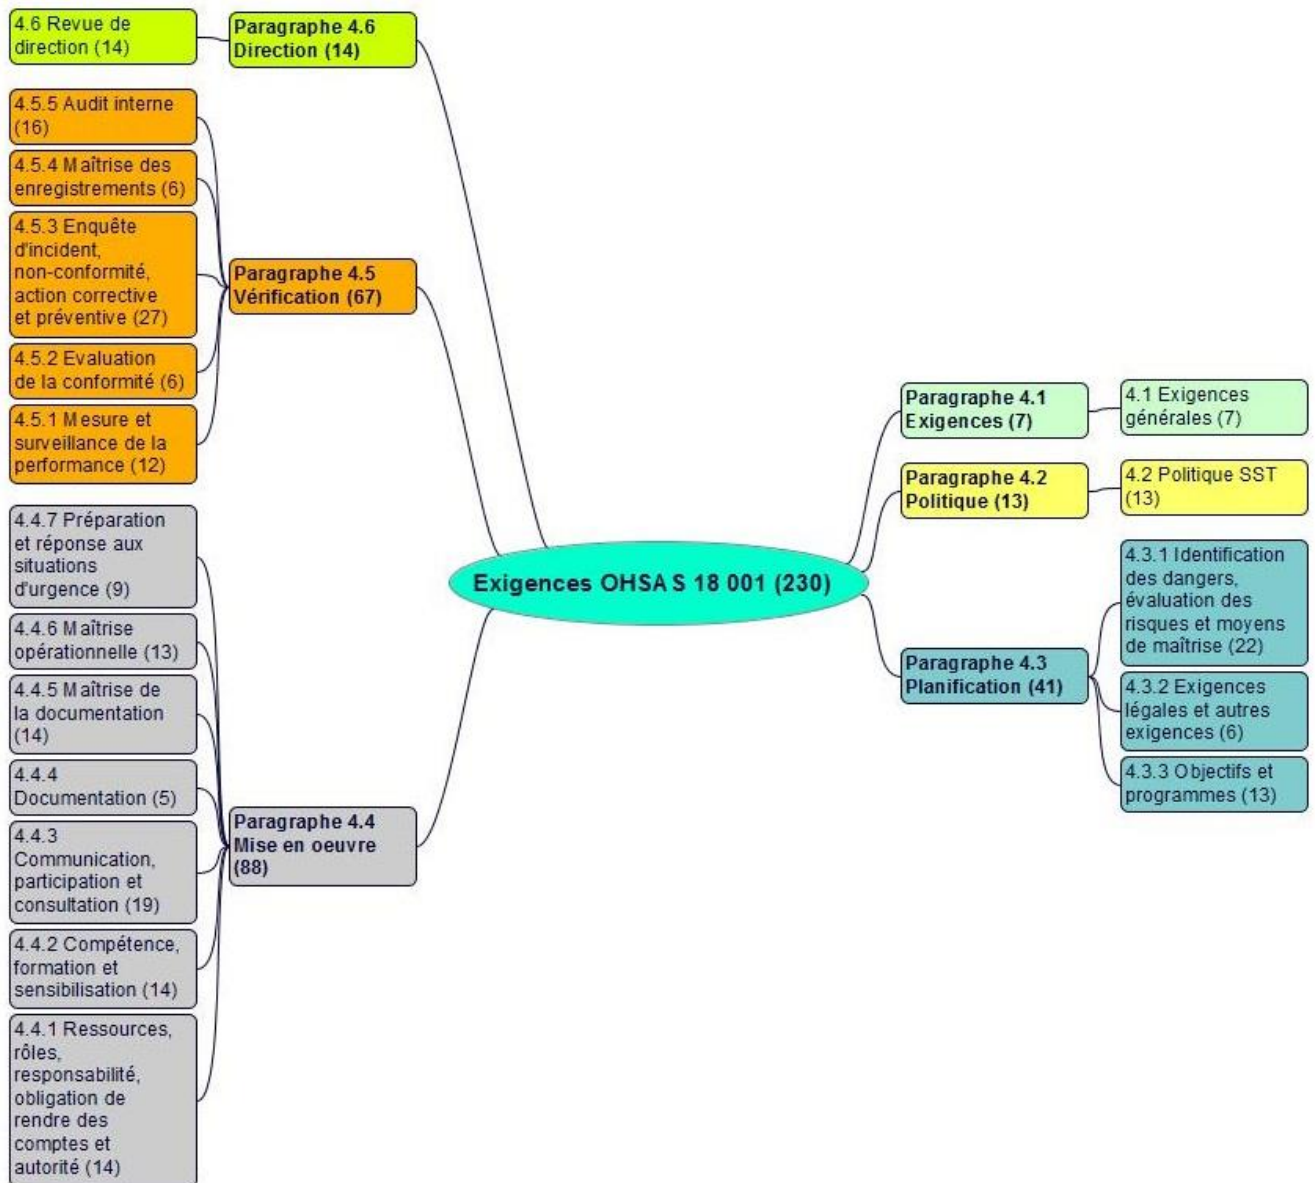 4.6 Revue de
direction (14)
Paragraphe 4.6
Direction (14)
4.5.5 Audit interne
(16)
4.5.4 Maîtrise des
enregistrements (6)
4.5.3 Enquête
d'incident,
non-conformité,
action corrective
et préventive (27)
4.5.2 Evaluation
de la conformité (6)
4.5.1 Mesure et
surveillance de la
performance (12)
Paragraphe 4.5
Vérification (67)
4.4.7 Préparation
et réponse aux
situations
d'urgence (9)
4.4.6 Maîtrise
opérationnelle (13)
4.4.5 Maîtrise de
la documentation
(14)
4.4.4
Documentation (5)
4.4.3
Communication,
participation et
consultation (19)
4.4.2 Compétence,
formation et
sensibilisation (14)
4.4.1 Ressources,
rôles,
responsabilité,
obligation de
rendre des
comptes et
autorité (14)
Paragraphe 4.4
Mise en oeuvre
(88)
Exigences OHSAS 18 001 (230)
Paragraphe 4.1
Exigences (7)
4.1 Exigences
générales (7)
Paragraphe 4.2
Politique (13)
4.2 Politique SST
(13)
Paragraphe 4.3
Planification (41)
4.3.1 Identification
des dangers,
évaluation des
risques et moyens
de maîtrise (22)
4.3.2 Exigences
légales et autres
exigences (6)
4.3.3 Objectifs et
programmes (13)